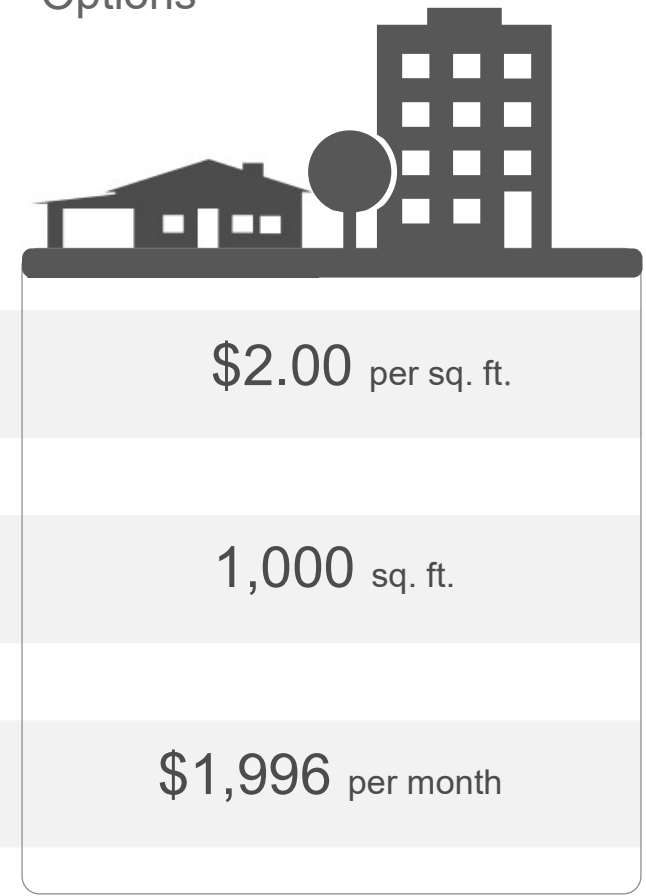 Options
$2.00 per sq. ft.
1,000 sq. ft.
$1,996 per month